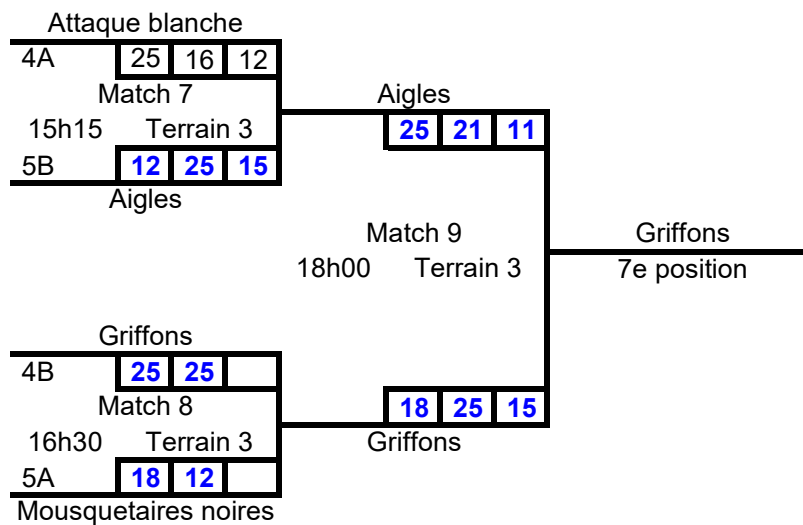 Attaque blanche
4A 25 16 12
Match 7
15h15 Terrain 3
5B 12 25 15
Aigles
Aigles
25 21 11
Match 9
18h00 Terrain 3
Griffons
7e position
Griffons
4B 25 25
Match 8
16h30 Terrain 3
5A 18 12
Mousquetaires noires
18 25 15
Griffons